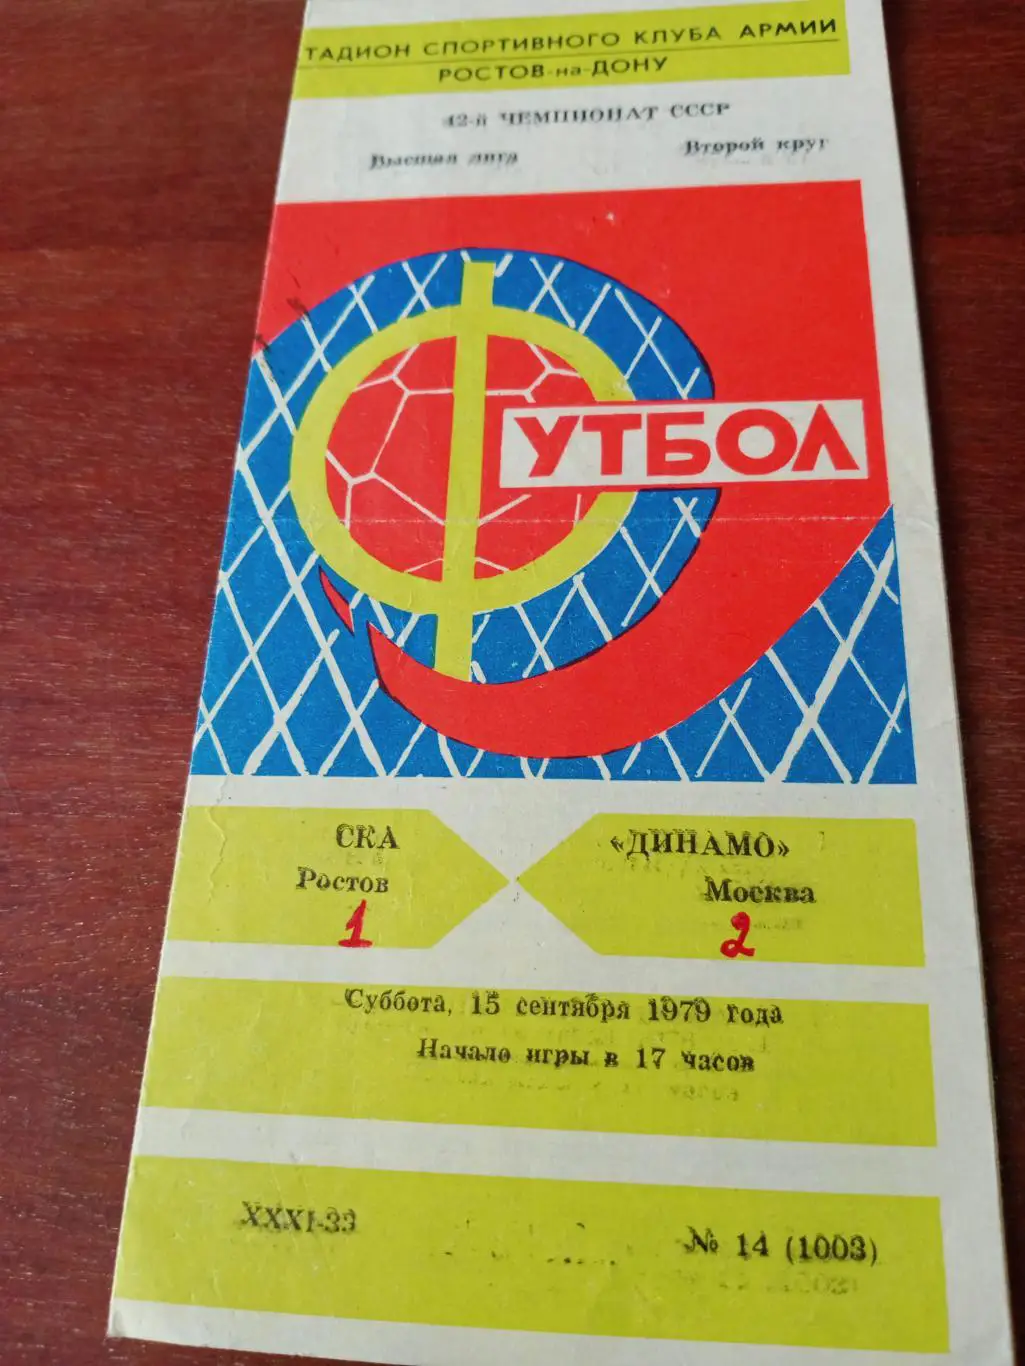 ТАДИОН СПОРТИВНОГО КЛУБА АРМИИ
РОСТОВ-на-ДОНУ
42-й ЧЕМПИОНАТ СССР
Высшая лига Второй круг
ФУТБОЛ
СКА «ДИНАМО»
Ростов Москва
1 2
Суббота, 15 сентября 1979 года
Начало игры в 17 часов
XXXI-33 № 14 (1003)